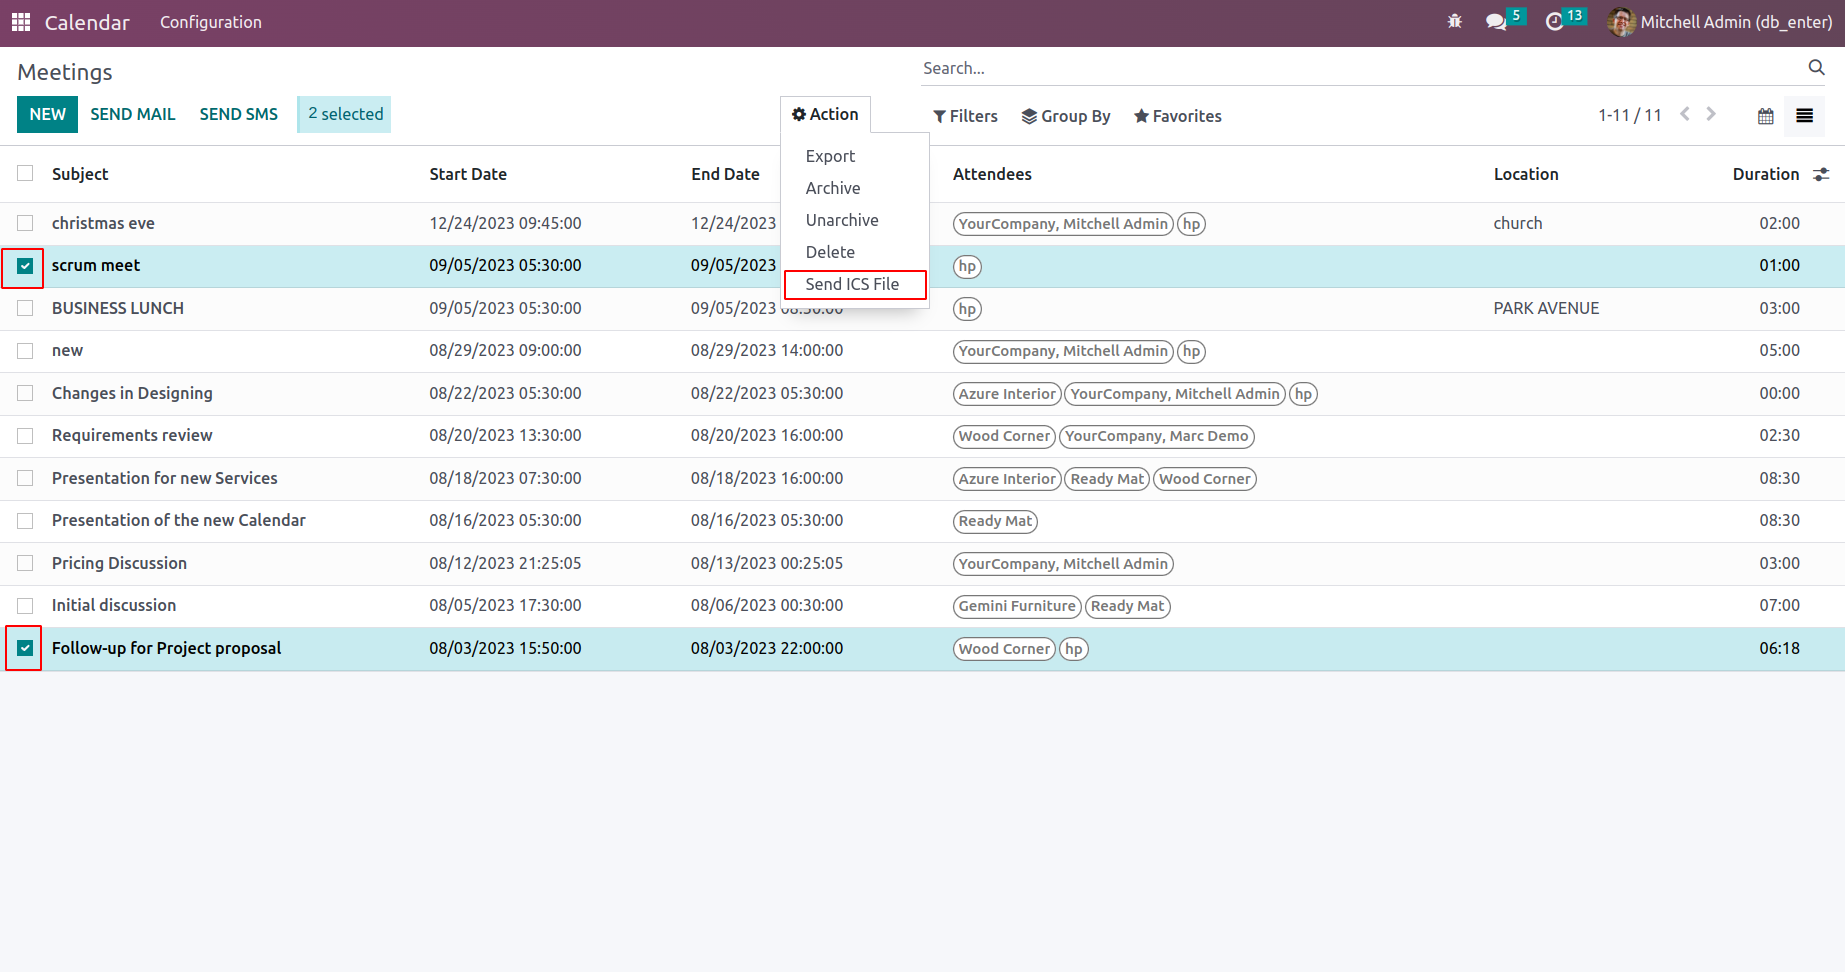 Calendar Configuration 5 13 Mitchell Admin (db_enter)
Meetings Search...
NEW SEND MAIL SEND SMS 2 selected Action Filters Group By Favorites 1-11 / 11
Export
Archive
Unarchive
Delete
Send ICS File
Subject Start Date End Date Attendees Location Duration
christmas eve 12/24/2023 09:45:00 12/24/2023 YourCompany, Mitchell Admin hp church 02:00
scrum meet 09/05/2023 05:30:00 09/05/2023 hp 01:00
BUSINESS LUNCH 09/05/2023 05:30:00 09/05/2023 08:30:00 hp PARK AVENUE 03:00
new 08/29/2023 09:00:00 08/29/2023 14:00:00 YourCompany, Mitchell Admin hp 05:00
Changes in Designing 08/22/2023 05:30:00 08/22/2023 05:30:00 Azure Interior YourCompany, Mitchell Admin hp 00:00
Requirements review 08/20/2023 13:30:00 08/20/2023 16:00:00 Wood Corner YourCompany, Marc Demo 02:30
Presentation for new Services 08/18/2023 07:30:00 08/18/2023 16:00:00 Azure Interior Ready Mat Wood Corner 08:30
Presentation of the new Calendar 08/16/2023 05:30:00 08/16/2023 05:30:00 Ready Mat 08:30
Pricing Discussion 08/12/2023 21:25:05 08/13/2023 00:25:05 YourCompany, Mitchell Admin 03:00
Initial discussion 08/05/2023 17:30:00 08/06/2023 00:30:00 Gemini Furniture Ready Mat 07:00
Follow-up for Project proposal 08/03/2023 15:50:00 08/03/2023 22:00:00 Wood Corner hp 06:18